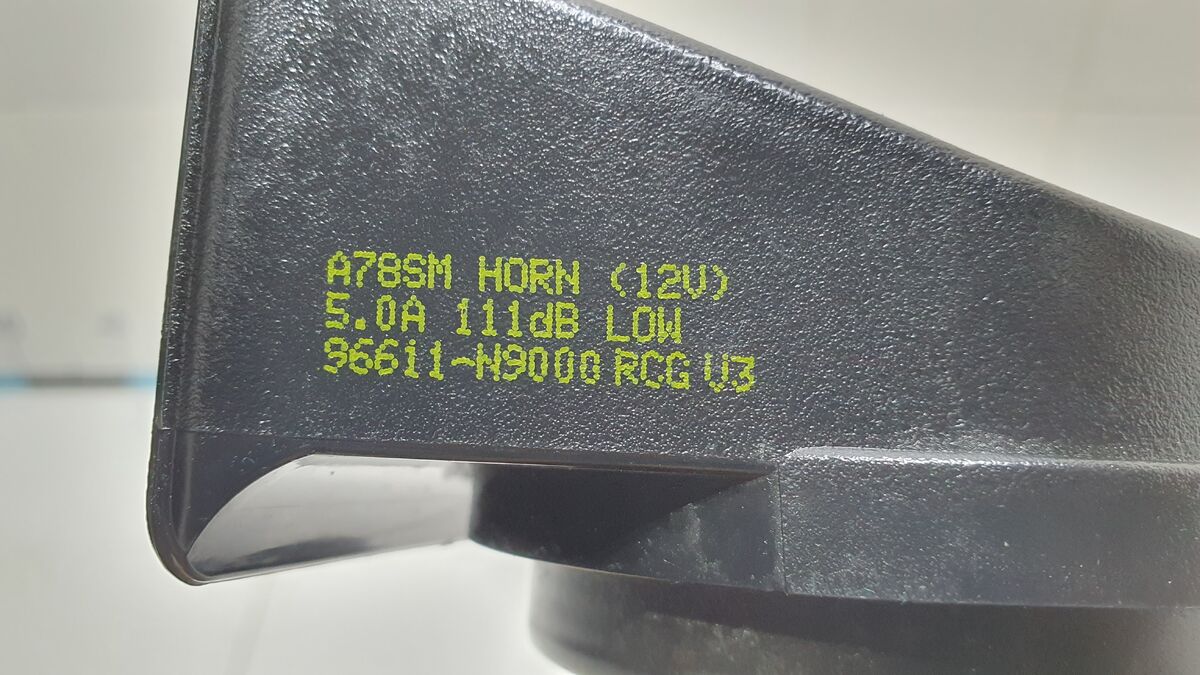 A78SM HORN (12V)
5.0A 111dB LOW
96611-N9000 RCG V3